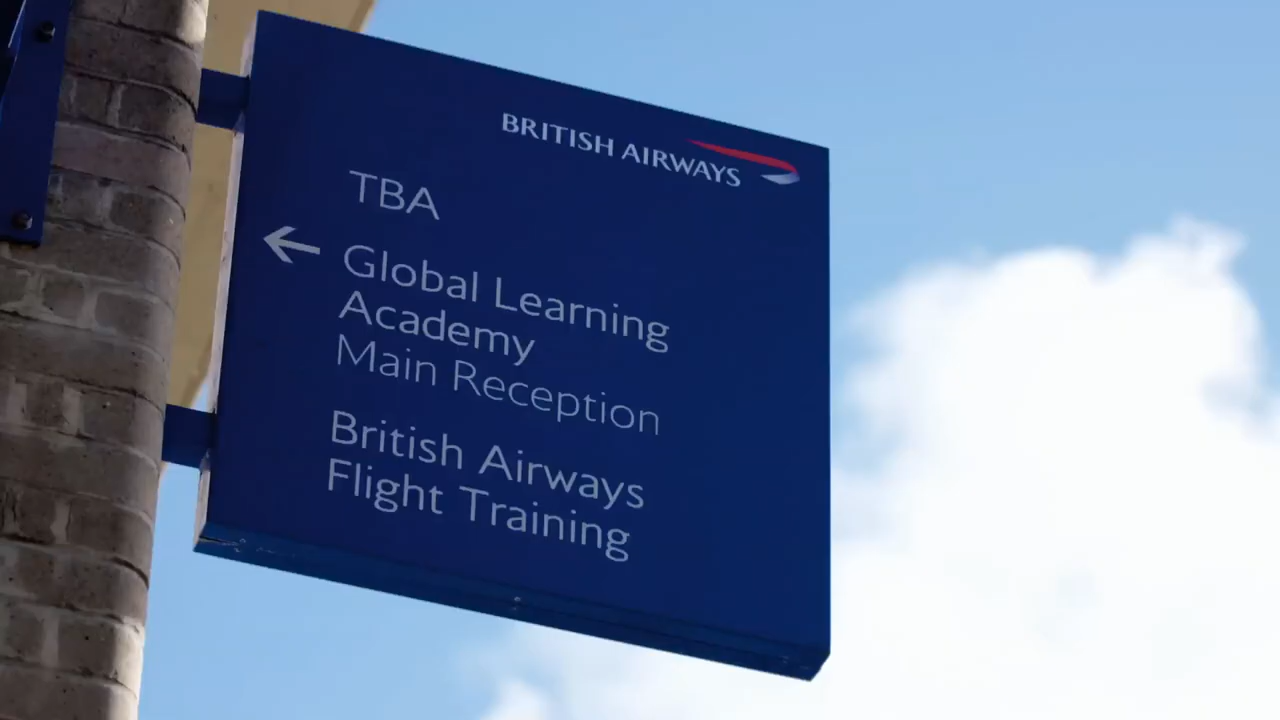 BRITISH AIRWAYS
TBA
Global Learning
Academy
Main Reception
British Airways
Flight Training